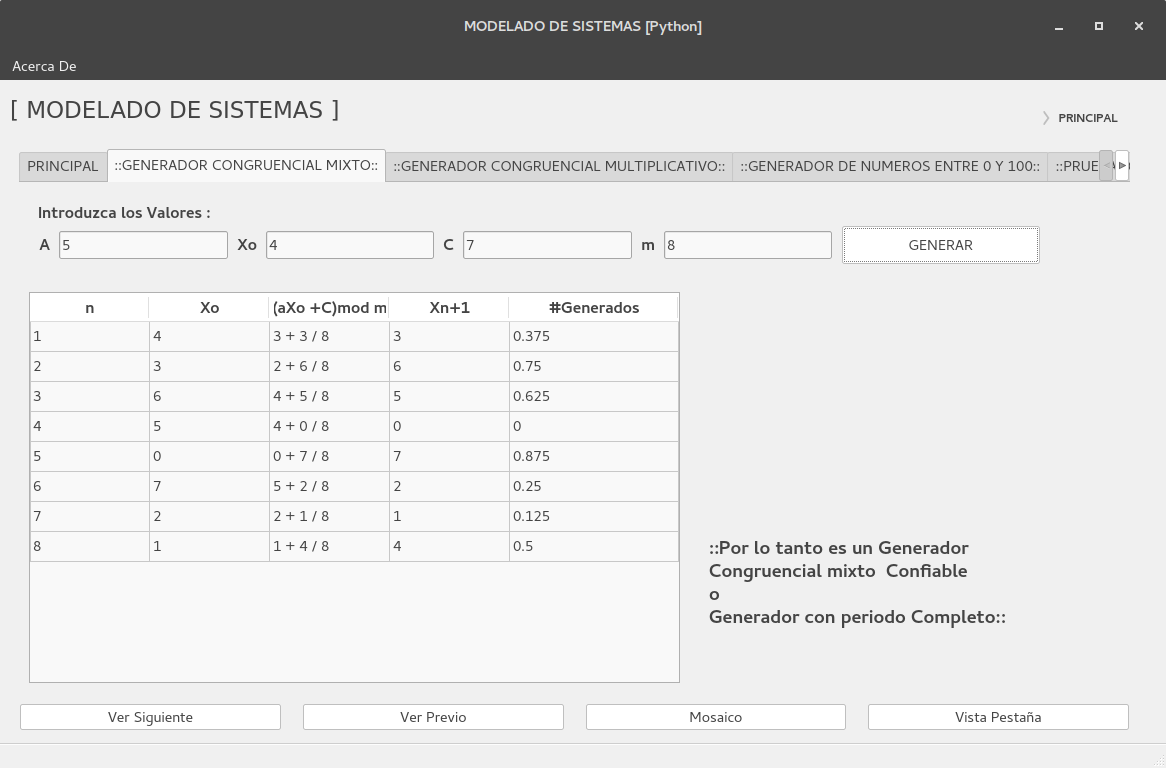 MODELADO DE SISTEMAS [Python]
Acerca De
[ MODELADO DE SISTEMAS ]
PRINCIPAL
PRINCIPAL ::GENERADOR CONGRUENCIAL MIXTO:: ::GENERADOR CONGRUENCIAL MULTIPLICATIVO:: ::GENERADOR DE NUMEROS ENTRE 0 Y 100:: ::PRUE
Introduzca los Valores :
A 5 Xo 4 C 7 m 8 GENERAR
n Xo (aXo +C)mod m Xn+1 #Generados
1 4 3 + 3 / 8 3 0.375
2 3 2 + 6 / 8 6 0.75
3 6 4 + 5 / 8 5 0.625
4 5 4 + 0 / 8 0 0
5 0 0 + 7 / 8 7 0.875
6 7 5 + 2 / 8 2 0.25
7 2 2 + 1 / 8 1 0.125
8 1 1 + 4 / 8 4 0.5
::Por lo tanto es un Generador
Congruencial mixto Confiable
o
Generador con periodo Completo::
Ver Siguiente Ver Previo Mosaico Vista Pestaña